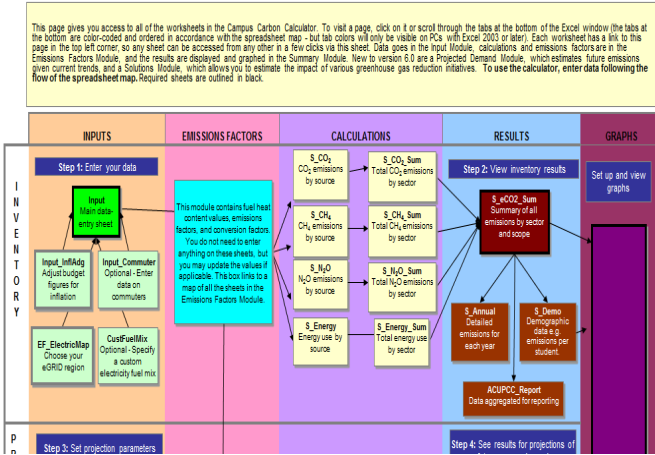 This page gives you access to all of the worksheets in the Campus Carbon Calculator. To visit a page, click on it or scroll through the tabs at the bottom of the Excel window (the tabs at
the bottom are color-coded and ordered in accordance with the spreadsheet map - but tab colors will only be visible on PCs with Excel 2003 or later). Each worksheet has a link to this
page in the top left corner, so any sheet can be accessed from any other in a few clicks via this sheet. Data goes in the Input Module, calculations and emissions factors are in the
Emissions Factors Module, and the results are displayed and graphed in the Summary Module. New to version 6.0 are a Projected Demand Module, which estimates future emissions
given current trends, and a Solutions Module, which allows you to estimate the impact of various greenhouse gas reduction initiatives. To use the calculator, enter data following the
flow of the spreadsheet map. Required sheets are outlined in black.
INPUTS
EMISSIONS FACTORS
CALCULATIONS
RESULTS
GRAPHS
I
N
V
E
N
T
O
R
Y
Step 1: Enter your data
Input
Main data-
entry sheet
Input_InflAdj
Adjust budget
figures for
inflation
Input_Commuter
Optional - Enter
data on
commuters
EF_ElectricMap
Choose your
eGRID region
CustFuelMix
Optional - Specify
a custom
electricity fuel mix
This module contains fuel heat
content values, emissions
factors, and conversion factors.
You do not need to enter
anything on these sheets, but
you may update the values if
applicable. This box links to a
map of all the sheets in the
Emissions Factors Module.
S_CO₂
CO₂ emissions
by source
S_CO₂_Sum
Total CO₂ emissions
by sector
S_CH₄
CH₄ emissions
by source
S_CH₄_Sum
Total CH₄ emissions
by sector
S_N₂O
N₂O emissions
by source
S_N₂O_Sum
Total N₂O emissions
by sector
S_Energy
Energy use by
source
S_Energy_Sum
Total energy use
by sector
Step 2: View inventory results
S_eCO2_Sum
Summary of all
emissions by sector
and scope
S_Annual
Detailed
emissions for
each year
S_Demo
Demographic
data e.g.
emissions per
student.
ACUPCC_Report
Data aggregated for reporting
Set up and view
graphs
P
Step 3: Set projection parameters
Step 4: See results for projections of